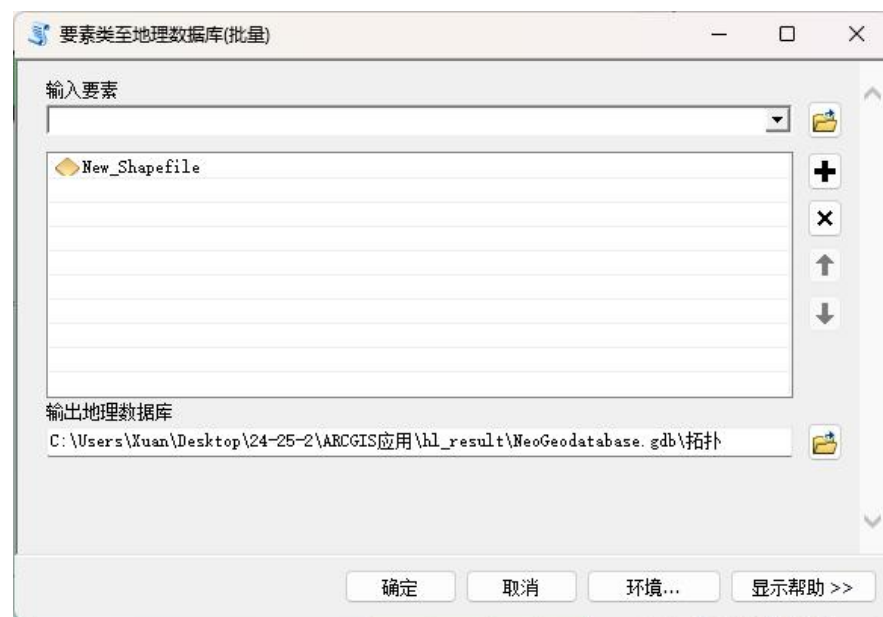 要素类至地理数据库(批量)
输入要素
New_Shapefile
输出地理数据库
C:\Users\Xuan\Desktop\24-25-2\ARCGIS应用\hl_result\NeoGeodatabase.gdb\拓扑
确定
取消
环境...
显示帮助 >>